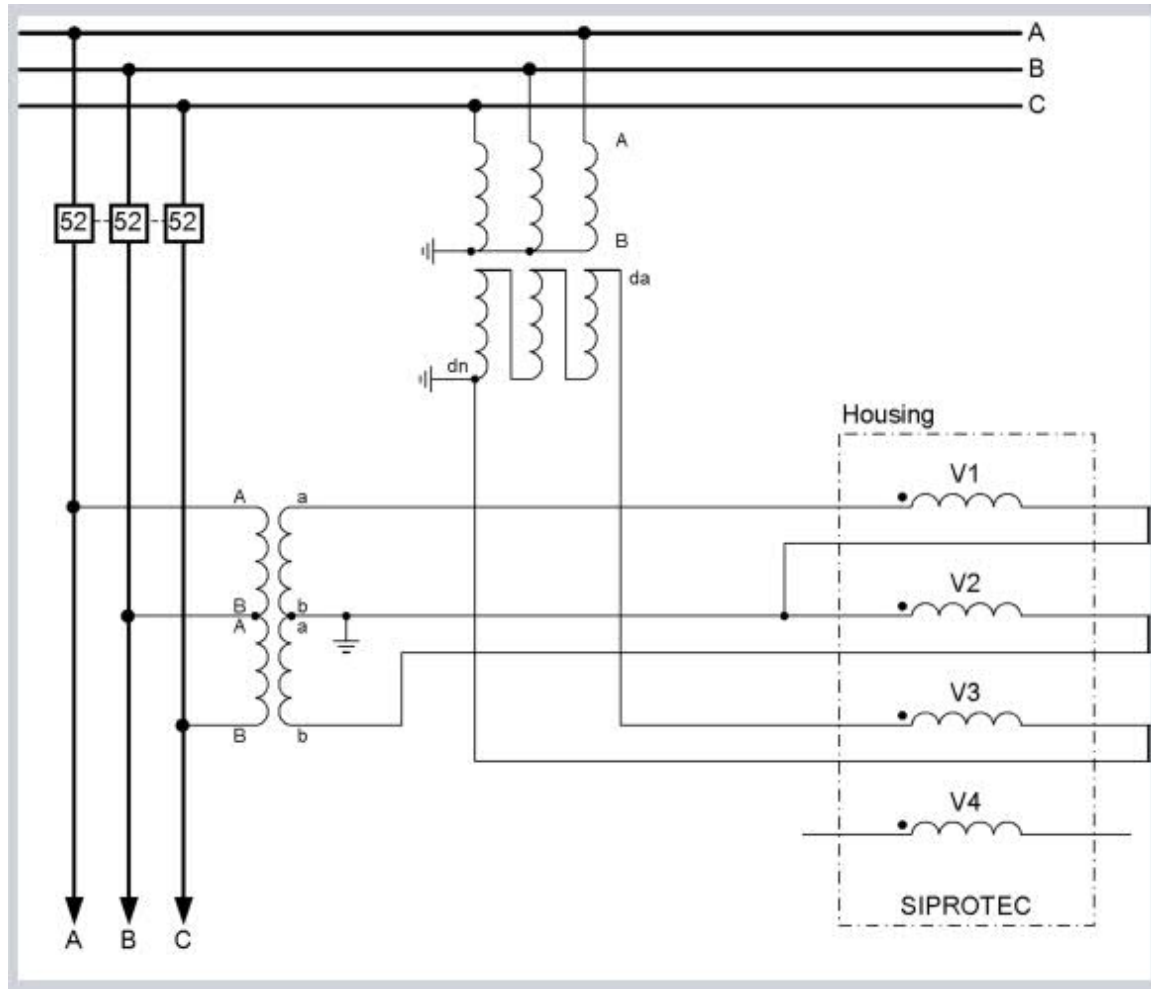 A
B
C
A
52 52 52
B
da
dn
Housing
V1
A a
V2
B b
A a
V3
B b
V4
SIPROTEC
A B C